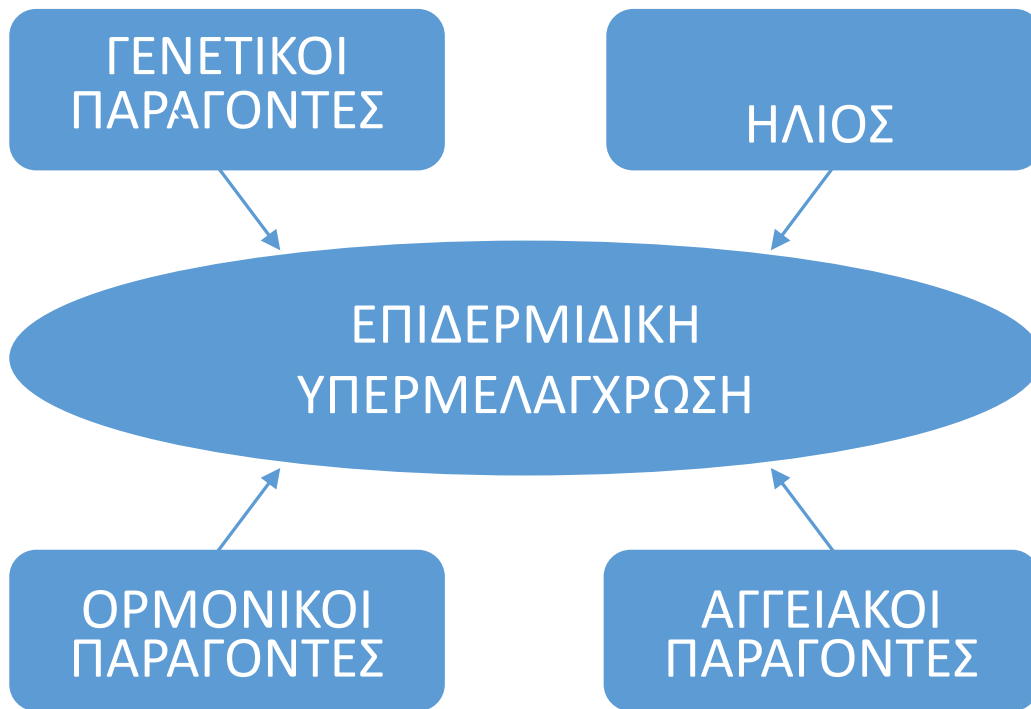 ΓΕΝΕΤΙΚΟΙ
ΠΑΡΑΓΟΝΤΕΣ
ΗΛΙΟΣ
ΕΠΙΔΕΡΜΙΔΙΚΗ
ΥΠΕΡΜΕΛΑΓΧΡΩΣΗ
ΟΡΜΟΝΙΚΟΙ
ΠΑΡΑΓΟΝΤΕΣ
ΑΓΓΕΙΑΚΟΙ
ΠΑΡΑΓΟΝΤΕΣ